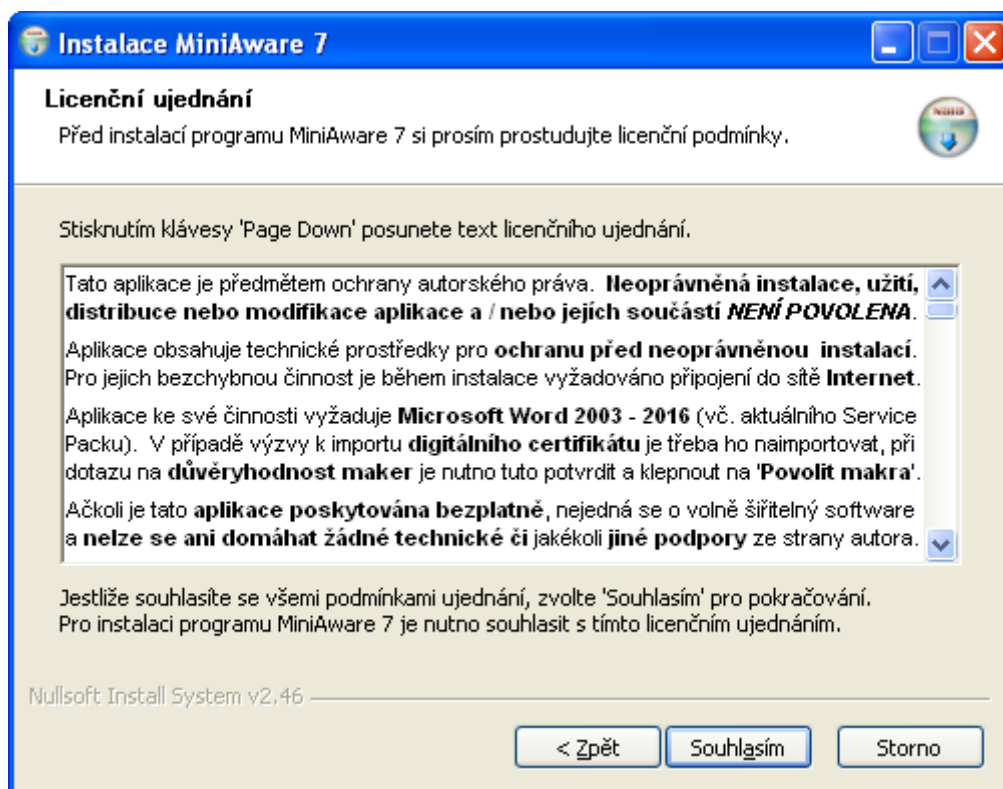 Instalace MiniAware 7
Licenční ujednání
Před instalací programu MiniAware 7 si prosím prostudujte licenční podmínky.
Stisknutím klávesy 'Page Down' posunete text licenčního ujednání.
Tato aplikace je předmětem ochrany autorského práva.  Neoprávněná instalace, užití,
distribuce nebo modifikace aplikace a / nebo jejích součástí NENÍ POVOLENA.
Aplikace obsahuje technické prostředky pro ochranu před neoprávněnou  instalací.
Pro jejich bezchybnou činnost je během instalace vyžadováno připojení do sítě Internet.
Aplikace ke své činnosti vyžaduje Microsoft Word 2003 - 2016 (vč. aktuálního Service
Packu).  V případě výzvy k importu digitálního certifikátu je třeba ho naimportovat, při
dotazu na důvěryhodnost maker je nutno tuto potvrdit a klepnout na 'Povolit makra'.
Ačkoli je tato aplikace poskytována bezplatně, nejedná se o volně šiřitelný software
a nelze se ani domáhat žádné technické či jakékoli jiné podpory ze strany autora.
Jestliže souhlasíte se všemi podmínkami ujednání, zvolte 'Souhlasím' pro pokračování.
Pro instalaci programu MiniAware 7 je nutno souhlasit s tímto licenčním ujednáním.
Nullsoft Install System v2.46
< Zpět
Souhlasím
Storno